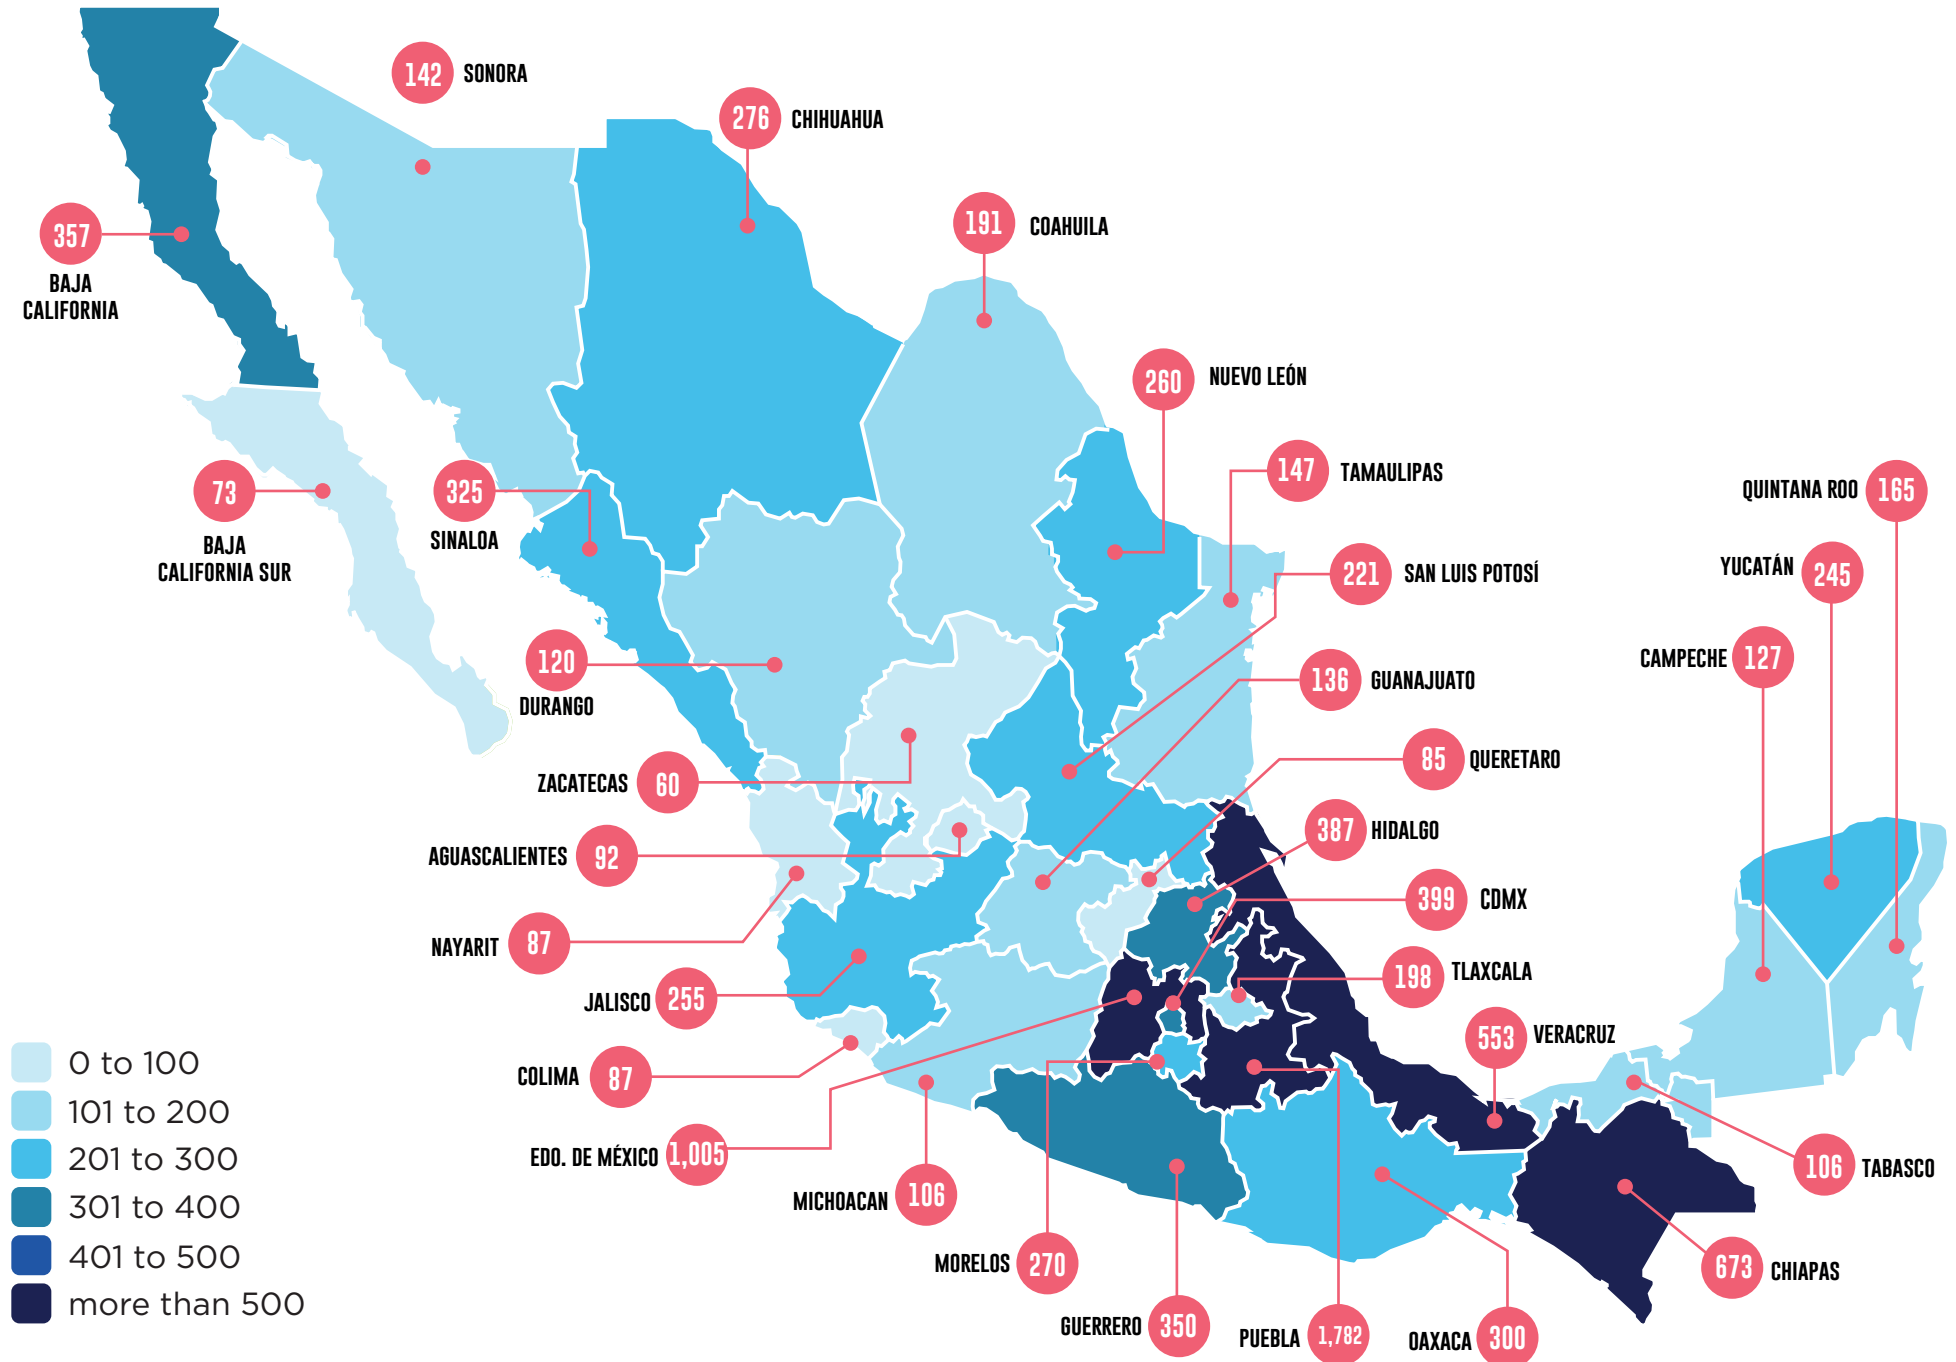 142 SONORA
276 CHIHUAHUA
357
BAJA
CALIFORNIA
191 COAHUILA
260 NUEVO LEÓN
147 TAMAULIPAS
73
BAJA
CALIFORNIA SUR
325
SINALOA
QUINTANA ROO 165
221 SAN LUIS POTOSÍ
YUCATÁN 245
120
DURANGO
136 GUANAJUATO
CAMPECHE 127
ZACATECAS 60
85 QUERETARO
387 HIDALGO
AGUASCALIENTES 92
399 CDMX
NAYARIT 87
198 TLAXCALA
JALISCO 255
553 VERACRUZ
COLIMA 87
EDO. DE MÉXICO 1,005
MICHOACAN 106
106 TABASCO
MORELOS 270
673 CHIAPAS
GUERRERO 350
PUEBLA 1,782
OAXACA 300
0 to 100
101 to 200
201 to 300
301 to 400
401 to 500
more than 500